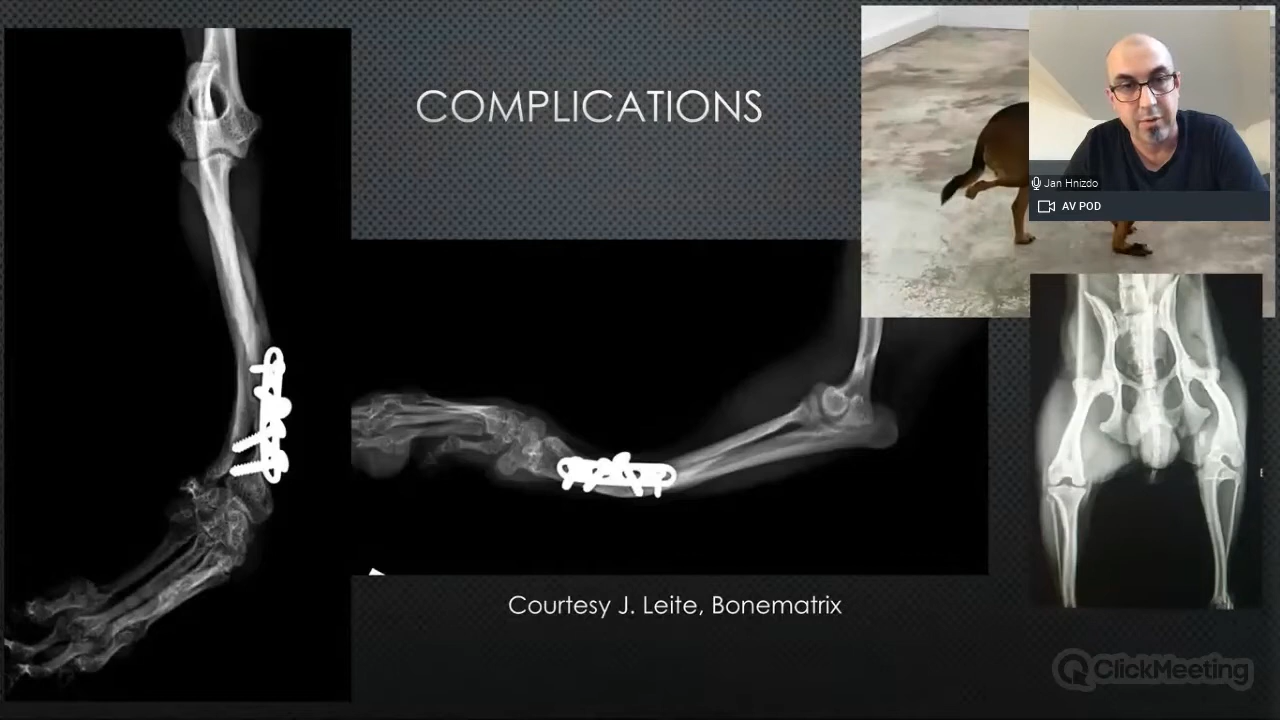 COMPLICATIONS
Jan Hnizdo
AV POD
Courtesy J. Leite, Bonematrix
E
ClickMeeting